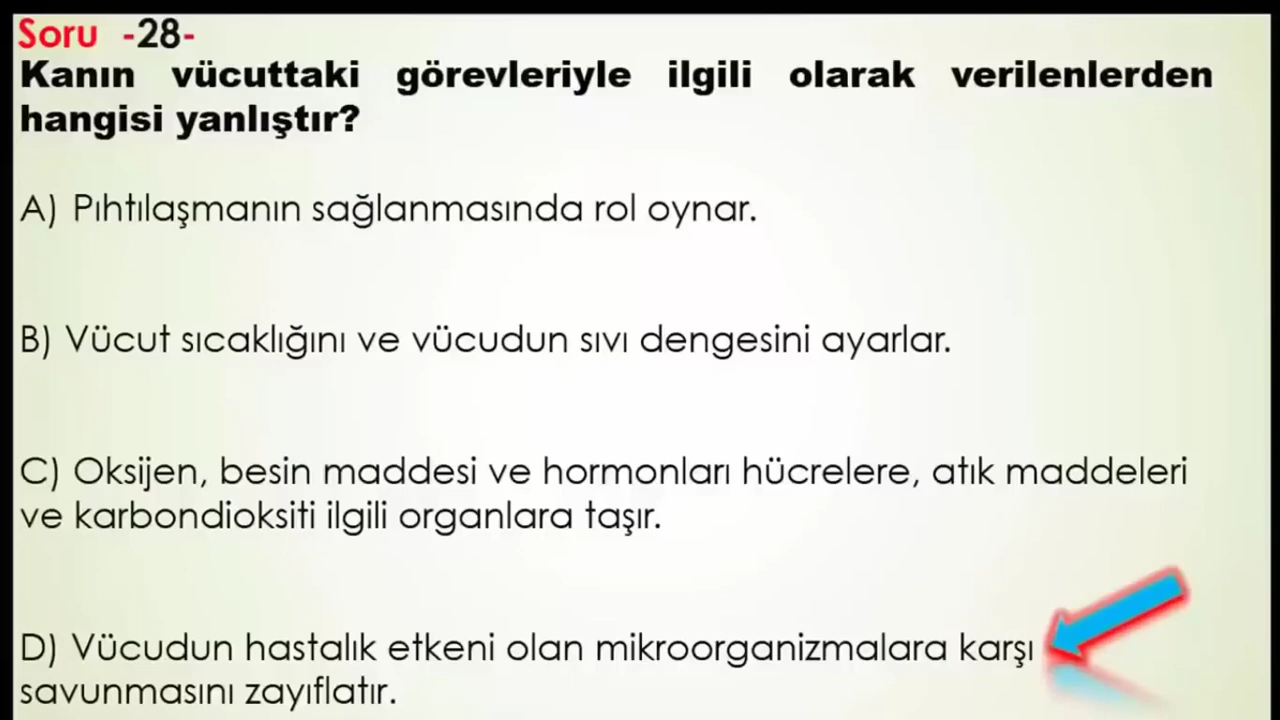 Soru -28-
Kanın vücuttaki görevleriyle ilgili olarak verilenlerden
hangisi yanlıştır?
A) Pıhtılaşmanın sağlanmasında rol oynar.
B) Vücut sıcaklığını ve vücudun sıvı dengesini ayarlar.
C) Oksijen, besin maddesi ve hormonları hücrelere, atık maddeleri
ve karbondioksiti ilgili organlara taşır.
D) Vücudun hastalık etkeni olan mikroorganizmalara karşı
savunmasını zayıflatır.